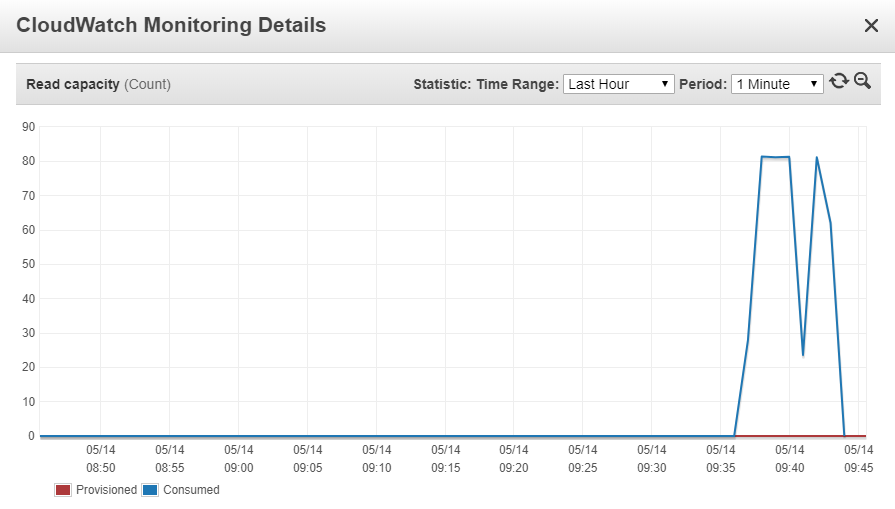 CloudWatch Monitoring Details
Read capacity (Count) Statistic: Time Range: Last Hour Period: 1 Minute
90
80
70
60
50
40
30
20
10
0
05/14 05/14 05/14 05/14 05/14 05/14 05/14 05/14 05/14 05/14 05/14 05/14
08:50 08:55 09:00 09:05 09:10 09:15 09:20 09:25 09:30 09:35 09:40 09:45
Provisioned Consumed